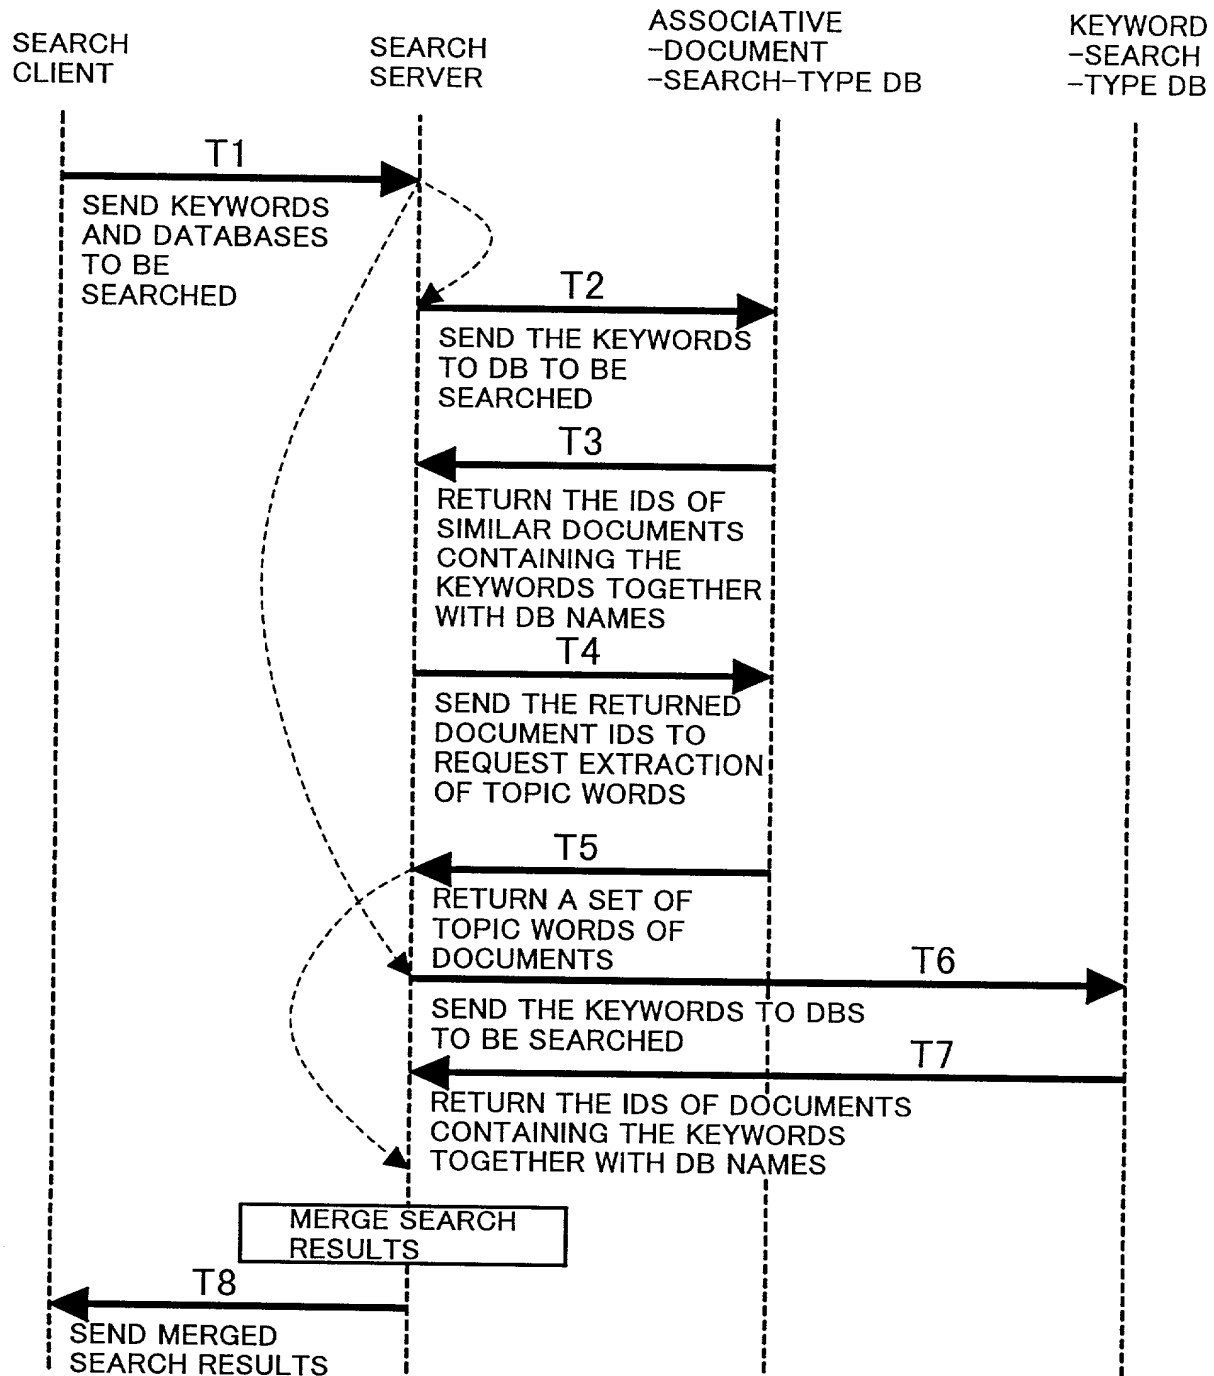 SEARCH
CLIENT
SEARCH
SERVER
ASSOCIATIVE
-DOCUMENT
-SEARCH-TYPE DB
KEYWORD
-SEARCH
-TYPE DB
T1
SEND KEYWORDS
AND DATABASES
TO BE
SEARCHED
T2
SEND THE KEYWORDS
TO DB TO BE
SEARCHED
T3
RETURN THE IDS OF
SIMILAR DOCUMENTS
CONTAINING THE
KEYWORDS TOGETHER
WITH DB NAMES
T4
SEND THE RETURNED
DOCUMENT IDS TO
REQUEST EXTRACTION
OF TOPIC WORDS
T5
RETURN A SET OF
TOPIC WORDS OF
DOCUMENTS
T6
SEND THE KEYWORDS TO DBS
TO BE SEARCHED
T7
RETURN THE IDS OF DOCUMENTS
CONTAINING THE KEYWORDS
TOGETHER WITH DB NAMES
MERGE SEARCH
RESULTS
T8
SEND MERGED
SEARCH RESULTS